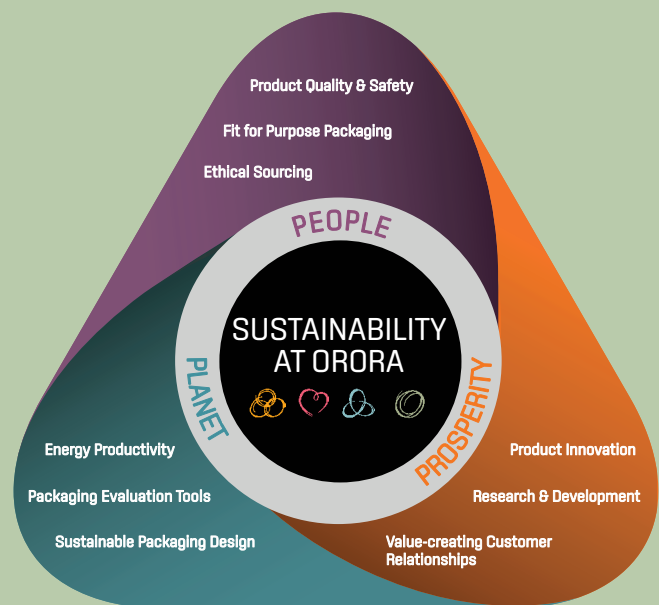 Product Quality & Safety
Fit for Purpose Packaging
Ethical Sourcing
PEOPLE
SUSTAINABILITY
AT ORORA
PLANET
PROSPERITY
Energy Productivity
Packaging Evaluation Tools
Sustainable Packaging Design
Product Innovation
Research & Development
Value-creating Customer
Relationships